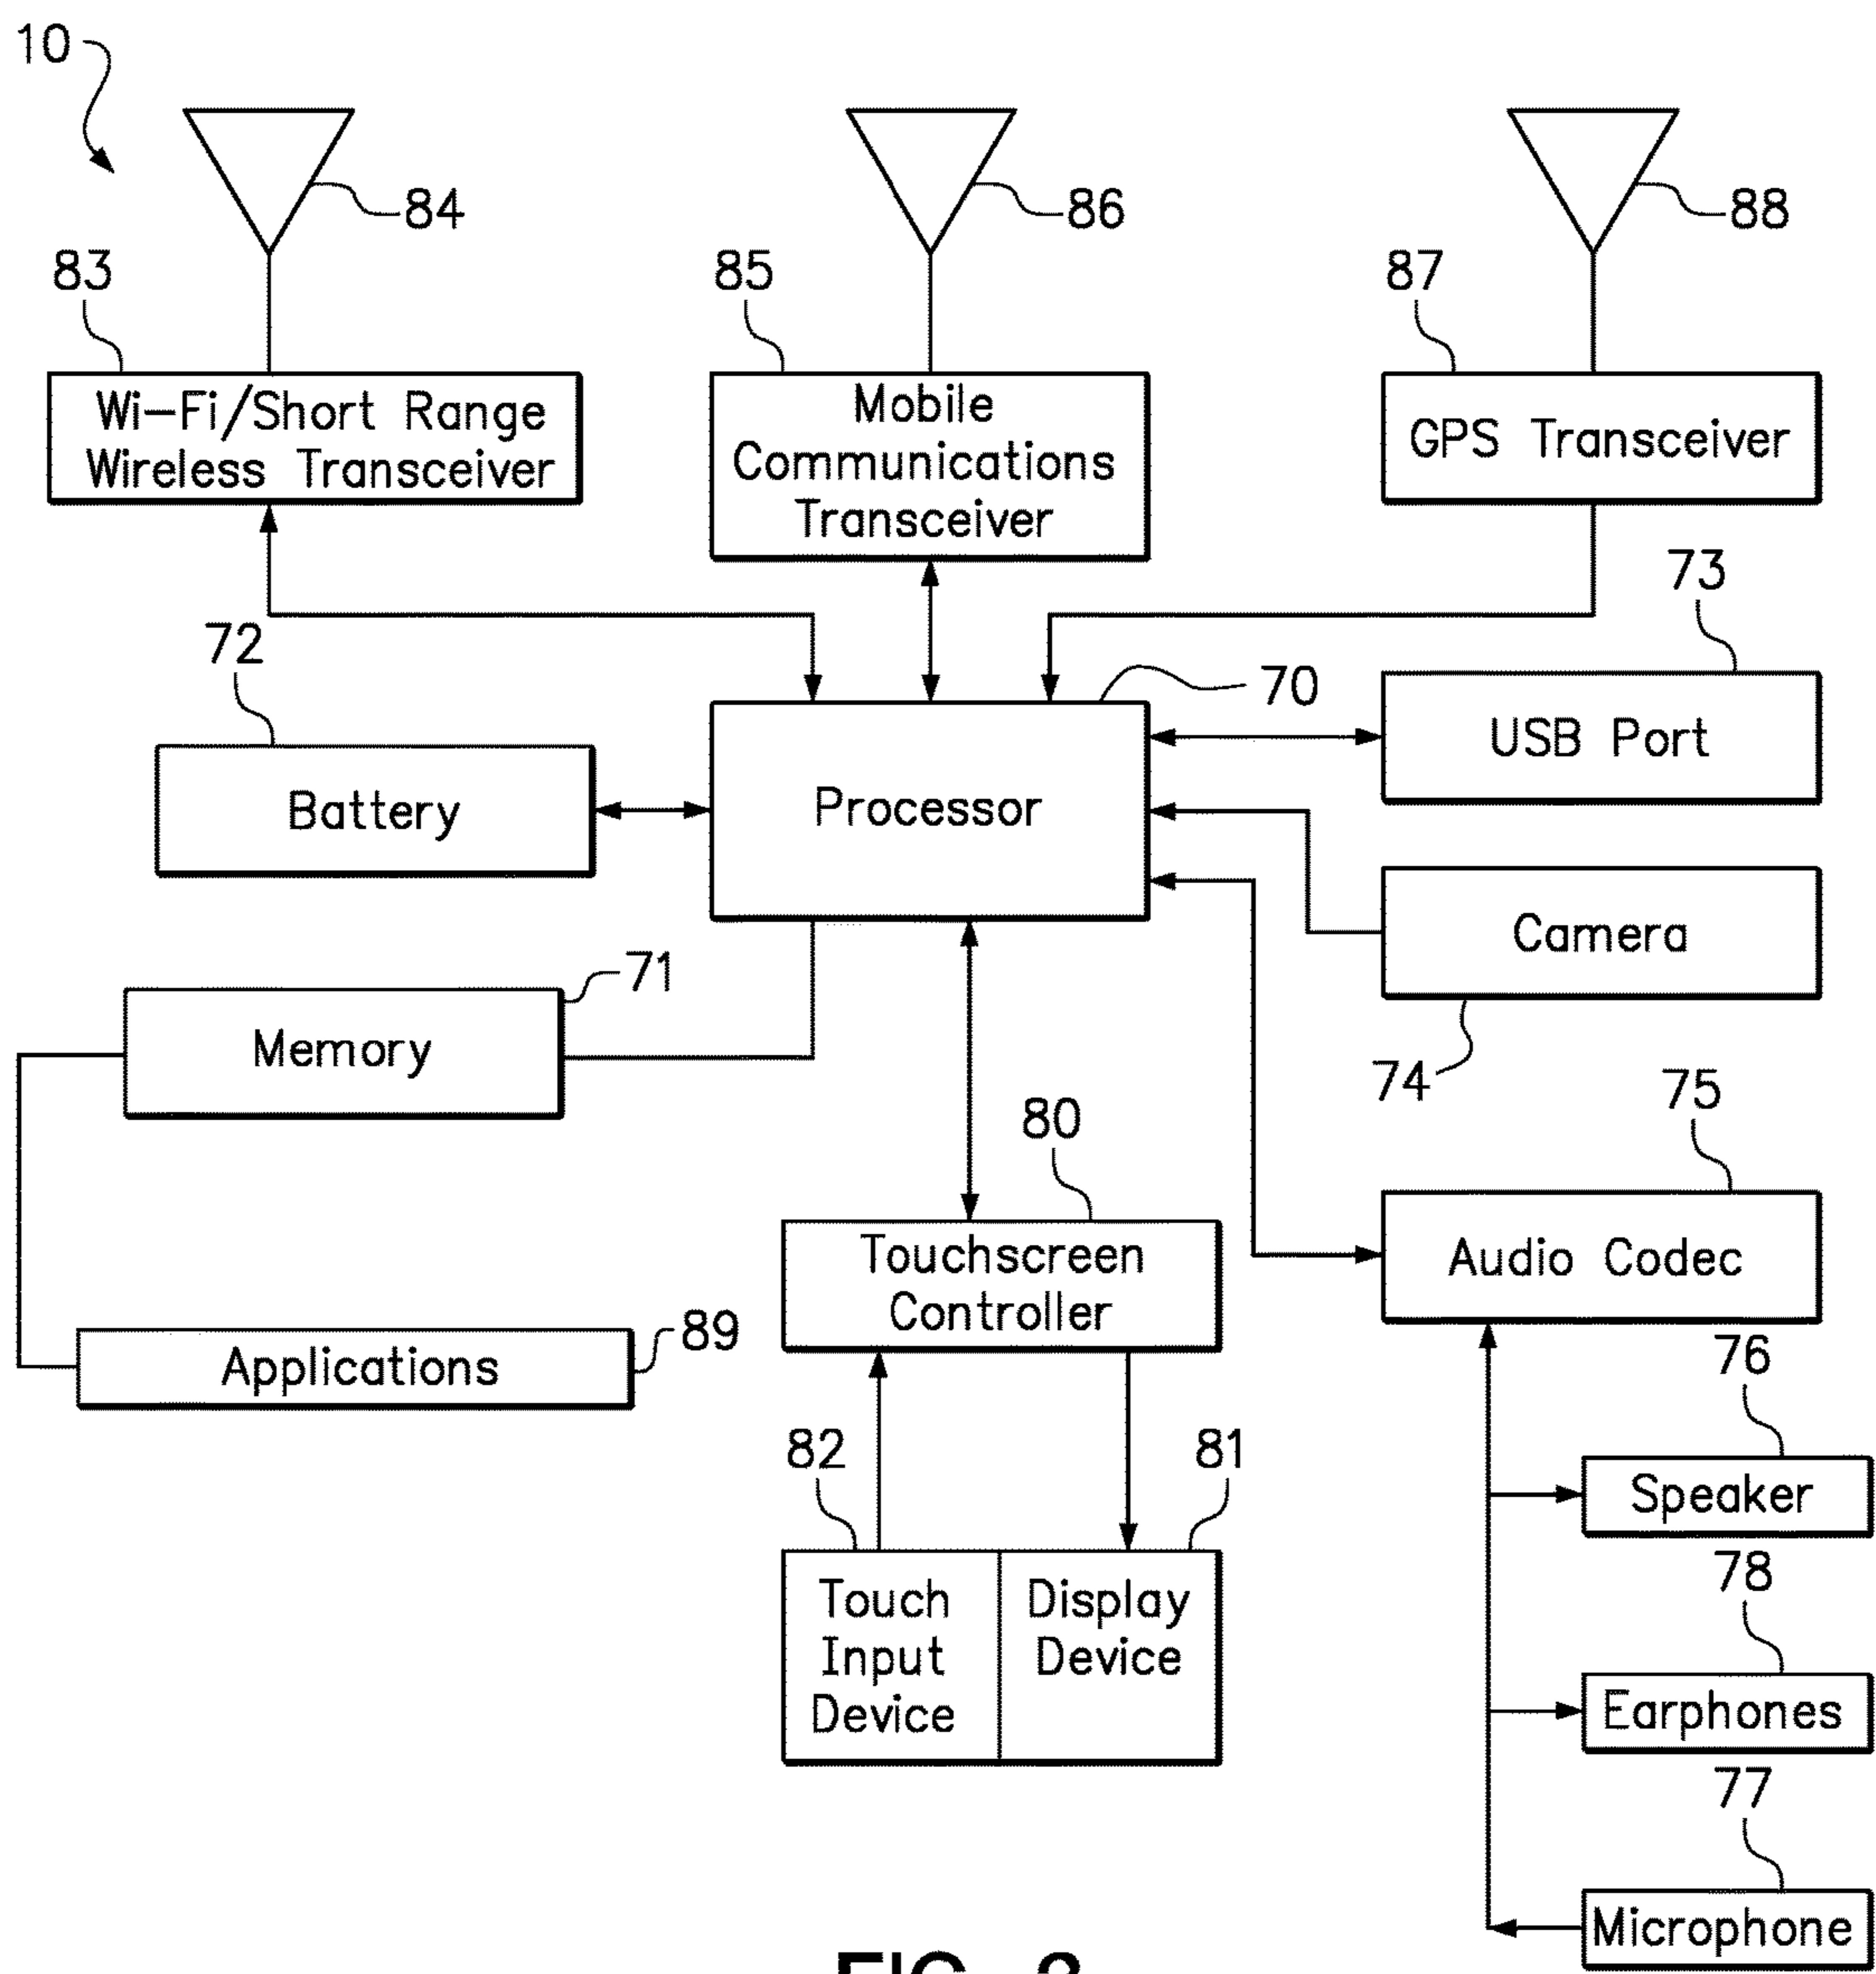 10
84
86
88
83
85
87
Wi-Fi/Short Range
Wireless Transceiver
Mobile
Communications
Transceiver
GPS Transceiver
73
72
70
USB Port
Battery
Processor
Camera
71
Memory
74
75
80
Touchscreen
Controller
Audio Codec
89
Applications
76
82
81
Speaker
78
Touch
Input
Device
Display
Device
Earphones
77
Microphone